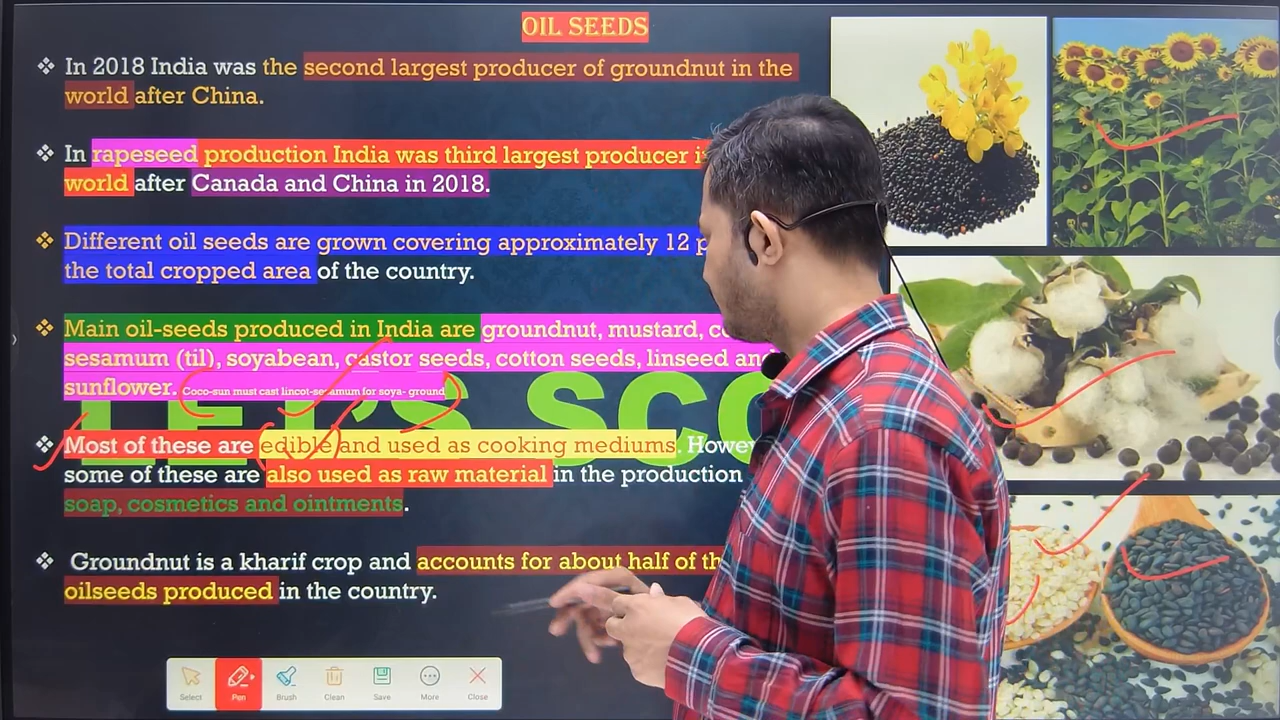 OIL SEEDS
❖ In 2018 India was the second largest producer of groundnut in the
world after China.
❖ In rapeseed production India was third largest producer
world after Canada and China in 2018.
❖ Different oil seeds are grown covering approximately 12
the total cropped area of the country.
❖ Main oil-seeds produced in India are groundnut, mustard,
sesamum (til), soyabean, castor seeds, cotton seeds, linseed and
sunflower. Coco-sun must cast lincot-sesamum for soya- ground
LET'S
❖ Most of these are edible and used as cooking mediums.
some of these are also used as raw material in the production
soap, cosmetics and ointments.
❖ Groundnut is a kharif crop and accounts for about half of
oilseeds produced in the country.
Select Pen Brush Clean Save More Close